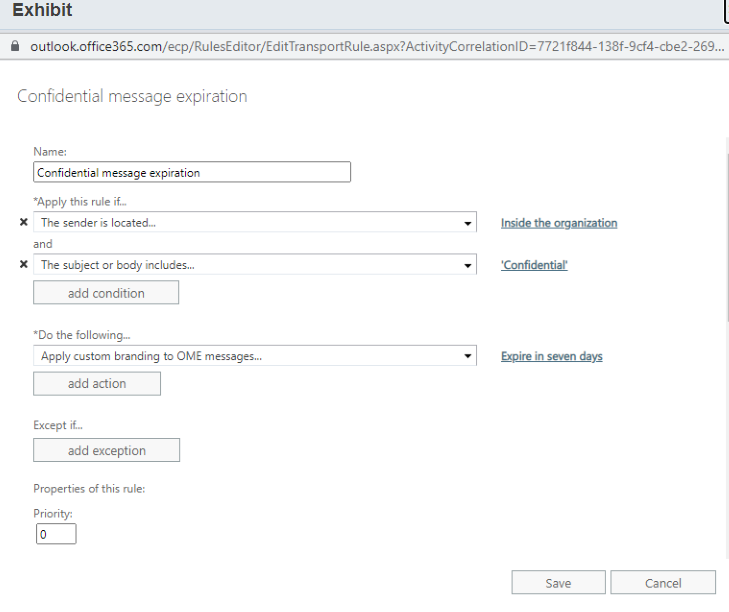 Exhibit
outlook.office365.com/ecp/RulesEditor/EditTransportRule.aspx?ActivityCorrelationID=7721f844-138f-9cf4-cbe2-269...
Confidential message expiration
Name:
Confidential message expiration
*Apply this rule if...
The sender is located... Inside the organization
and
The subject or body includes... 'Confidential'
add condition
*Do the following...
Apply custom branding to OME messages... Expire in seven days
add action
Except if...
add exception
Properties of this rule:
Priority:
0
Save Cancel